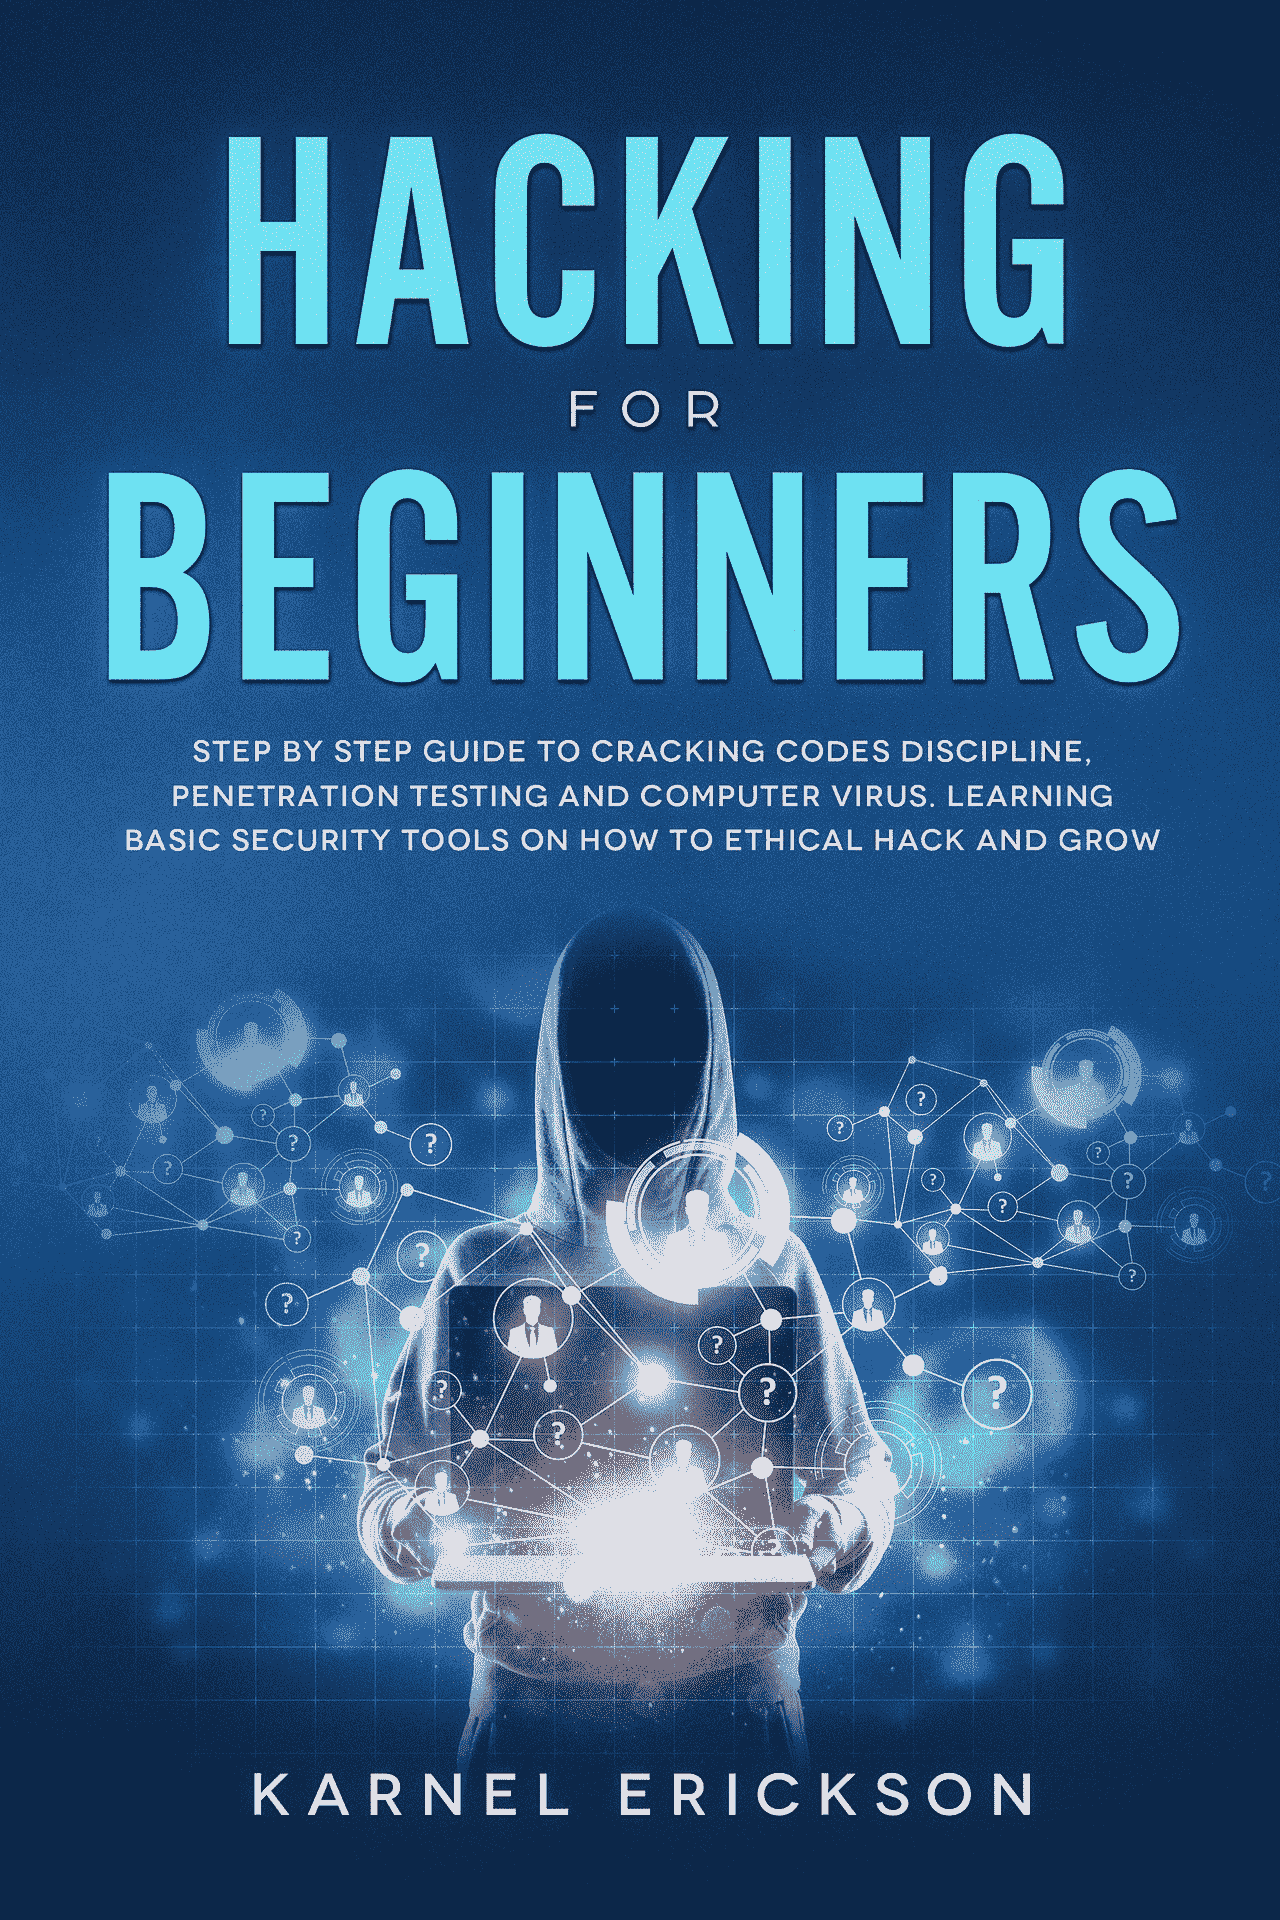 HACKING
FOR
BEGINNERS
STEP BY STEP GUIDE TO CRACKING CODES DISCIPLINE,
PENETRATION TESTING AND COMPUTER VIRUS. LEARNING
BASIC SECURITY TOOLS ON HOW TO ETHICAL HACK AND GROW
KARNEL ERICKSON